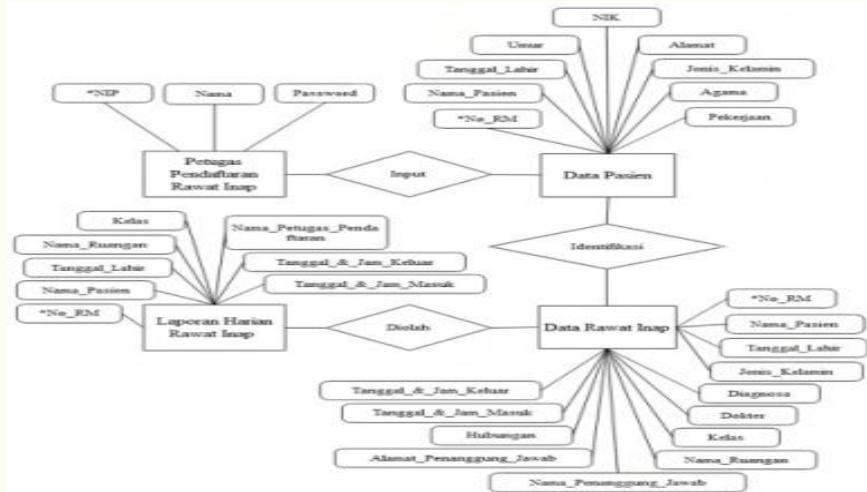 NIK
Umur
Alamat
Tanggal_Lahir
Jenis_Kelamin
*NIP
Nama
Password
Nama_Pasien
Agama
*No_RM
Pekerjaan
Petugas
Pendaftaran
Rawat Inap
Input
Data Pasien
Kelas
Nama_Petugas_Penda
ftaran
Nama_Ruangan
Identifikasi
Tanggal_Lahir
Tanggal_&_Jam_Keluar
Nama_Pasien
Tanggal_&_Jam_Masuk
*No_RM
Laporan Harian
Rawat Inap
Diolah
Data Rawat Inap
*No_RM
Nama_Pasien
Tanggal_Lahir
Jenis_Kelamin
Tanggal_&_Jam_Keluar
Diagnosa
Tanggal_&_Jam_Masuk
Dokter
Hubungan
Kelas
Alamat_Penanggung_Jawab
Nama_Ruangan
Nama_Penanggung_Jawab